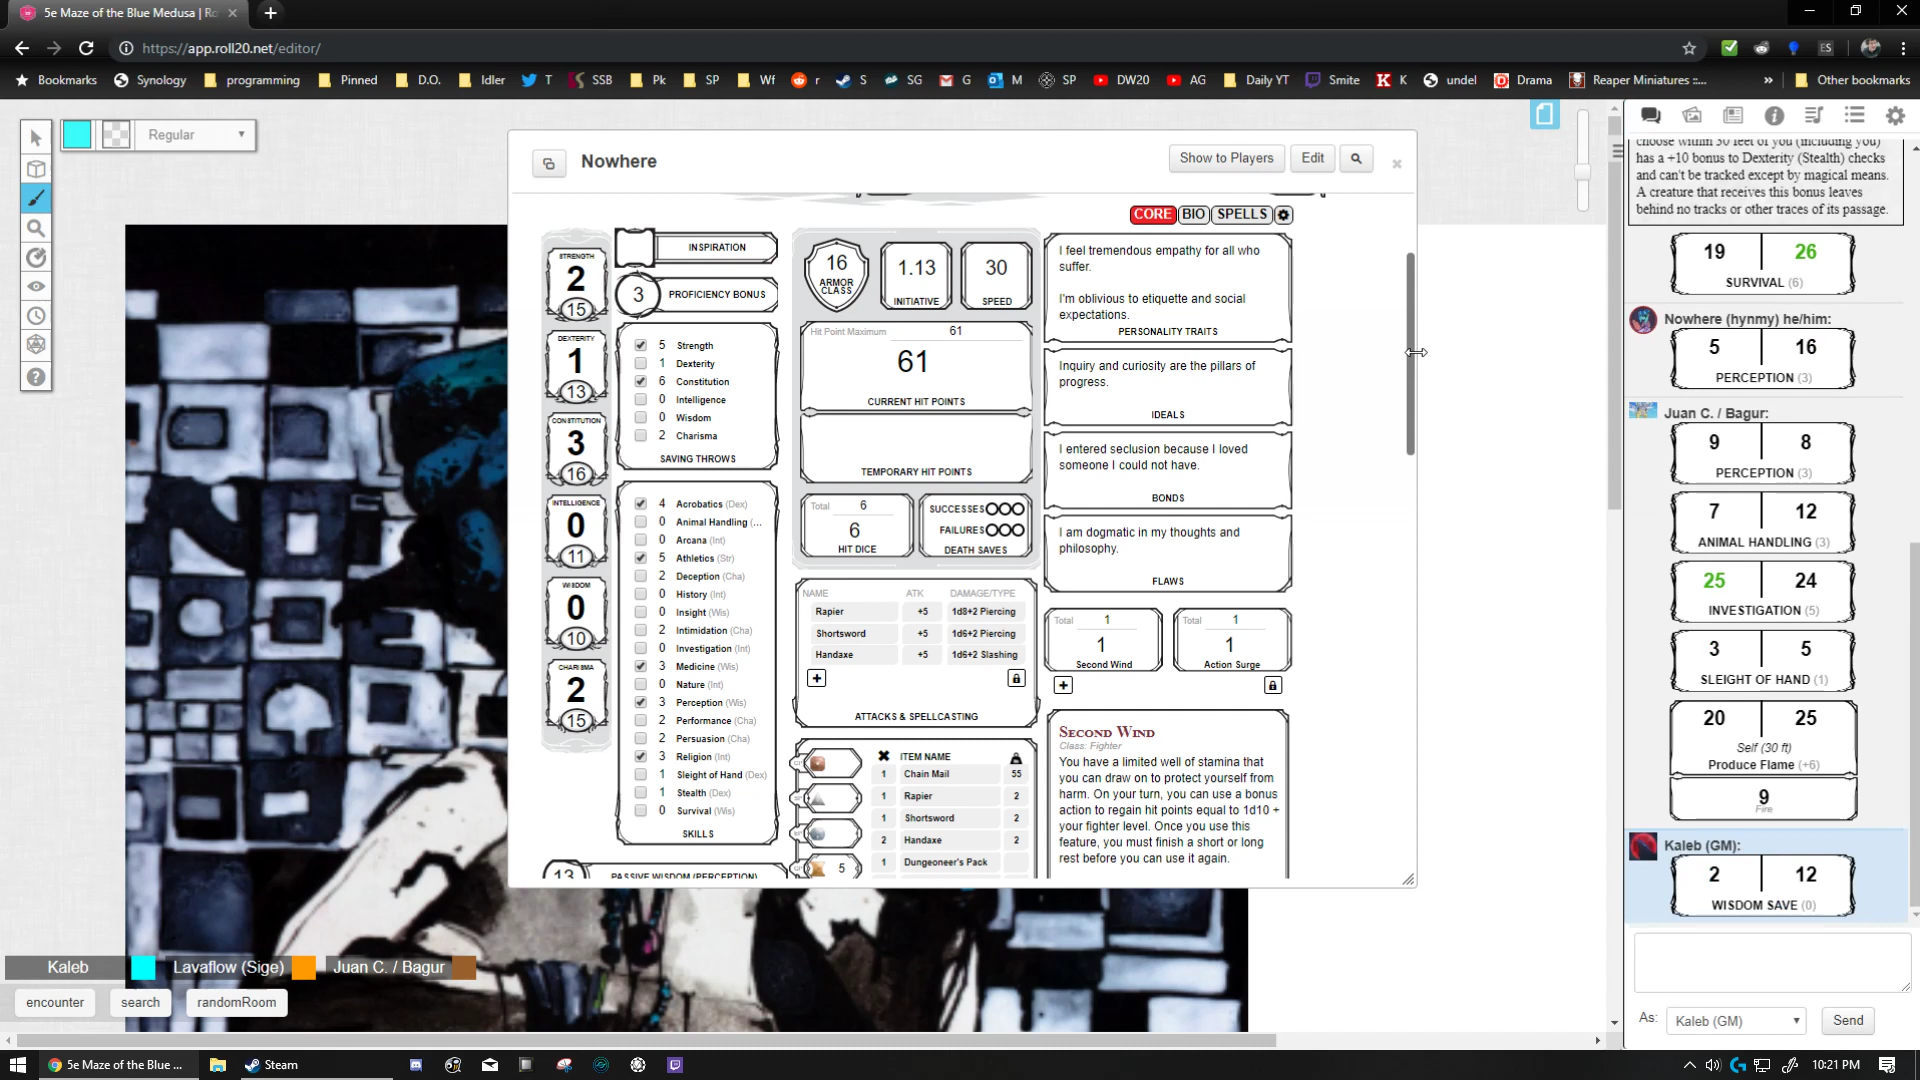 5e Maze of the Blue Medusa | Ro
https://app.roll20.net/editor/
ES
Bookmarks
Synology
programming
Pinned
D.O.
Idler
T
SSB
Pk
SP
Wf
r
S
SG
G
M
SP
DW20
AG
Daily YT
Smite
K
undel
Drama
Reaper Miniatures ::...
»
Other bookmarks
Regular
Nowhere
Show to Players
Edit
CORE
BIO
SPELLS
STRENGTH
2
15
DEXTERITY
1
13
CONSTITUTION
3
16
INTELLIGENCE
0
11
WISDOM
0
10
CHARISMA
2
15
INSPIRATION
3 PROFICIENCY BONUS
5 Strength
1 Dexterity
6 Constitution
0 Intelligence
0 Wisdom
2 Charisma
SAVING THROWS
4 Acrobatics (Dex)
0 Animal Handling (...
0 Arcana (Int)
5 Athletics (Str)
2 Deception (Cha)
0 History (Int)
0 Insight (Wis)
2 Intimidation (Cha)
0 Investigation (Int)
3 Medicine (Wis)
0 Nature (Int)
3 Perception (Wis)
2 Performance (Cha)
2 Persuasion (Cha)
3 Religion (Int)
1 Sleight of Hand (Dex)
1 Stealth (Dex)
0 Survival (Wis)
SKILLS
13 PASSIVE WISDOM (PERCEPTION)
16
ARMOR
CLASS
1.13
INITIATIVE
30
SPEED
Hit Point Maximum 61
61
CURRENT HIT POINTS
TEMPORARY HIT POINTS
Total 6
6
HIT DICE
SUCCESSES
FAILURES
DEATH SAVES
NAME ATK DAMAGE/TYPE
Rapier +5 1d8+2 Piercing
Shortsword +5 1d6+2 Piercing
Handaxe +5 1d6+2 Slashing
ATTACKS & SPELLCASTING
ITEM NAME
1 Chain Mail 55
1 Rapier 2
1 Shortsword 2
2 Handaxe 2
1 Dungeoneer's Pack
5
I feel tremendous empathy for all who
suffer.
I'm oblivious to etiquette and social
expectations.
PERSONALITY TRAITS
Inquiry and curiosity are the pillars of
progress.
IDEALS
I entered seclusion because I loved
someone I could not have.
BONDS
I am dogmatic in my thoughts and
philosophy.
FLAWS
Total 1
1
Second Wind
Total 1
1
Action Surge
SECOND WIND
Class: Fighter
You have a limited well of stamina that
you can draw on to protect yourself from
harm. On your turn, you can use a bonus
action to regain hit points equal to 1d10 +
your fighter level. Once you use this
feature, you must finish a short or long
rest before you can use it again.
choose within 30 feet of you (including you)
has a +10 bonus to Dexterity (Stealth) checks
and can't be tracked except by magical means.
A creature that receives this bonus leaves
behind no tracks or other traces of its passage.
19 26
SURVIVAL (6)
Nowhere (hynmy) he/him:
5 16
PERCEPTION (3)
Juan C. / Bagur:
9 8
PERCEPTION (3)
7 12
ANIMAL HANDLING (3)
25 24
INVESTIGATION (5)
3 5
SLEIGHT OF HAND (1)
20 25
Self (30 ft)
Produce Flame (+6)
9
Fire
Kaleb (GM):
2 12
WISDOM SAVE (0)
As: Kaleb (GM) Send
Kaleb
Lavaflow (Sige)
Juan C. / Bagur
encounter
search
randomRoom
5e Maze of the Blue ...
Steam
10:21 PM